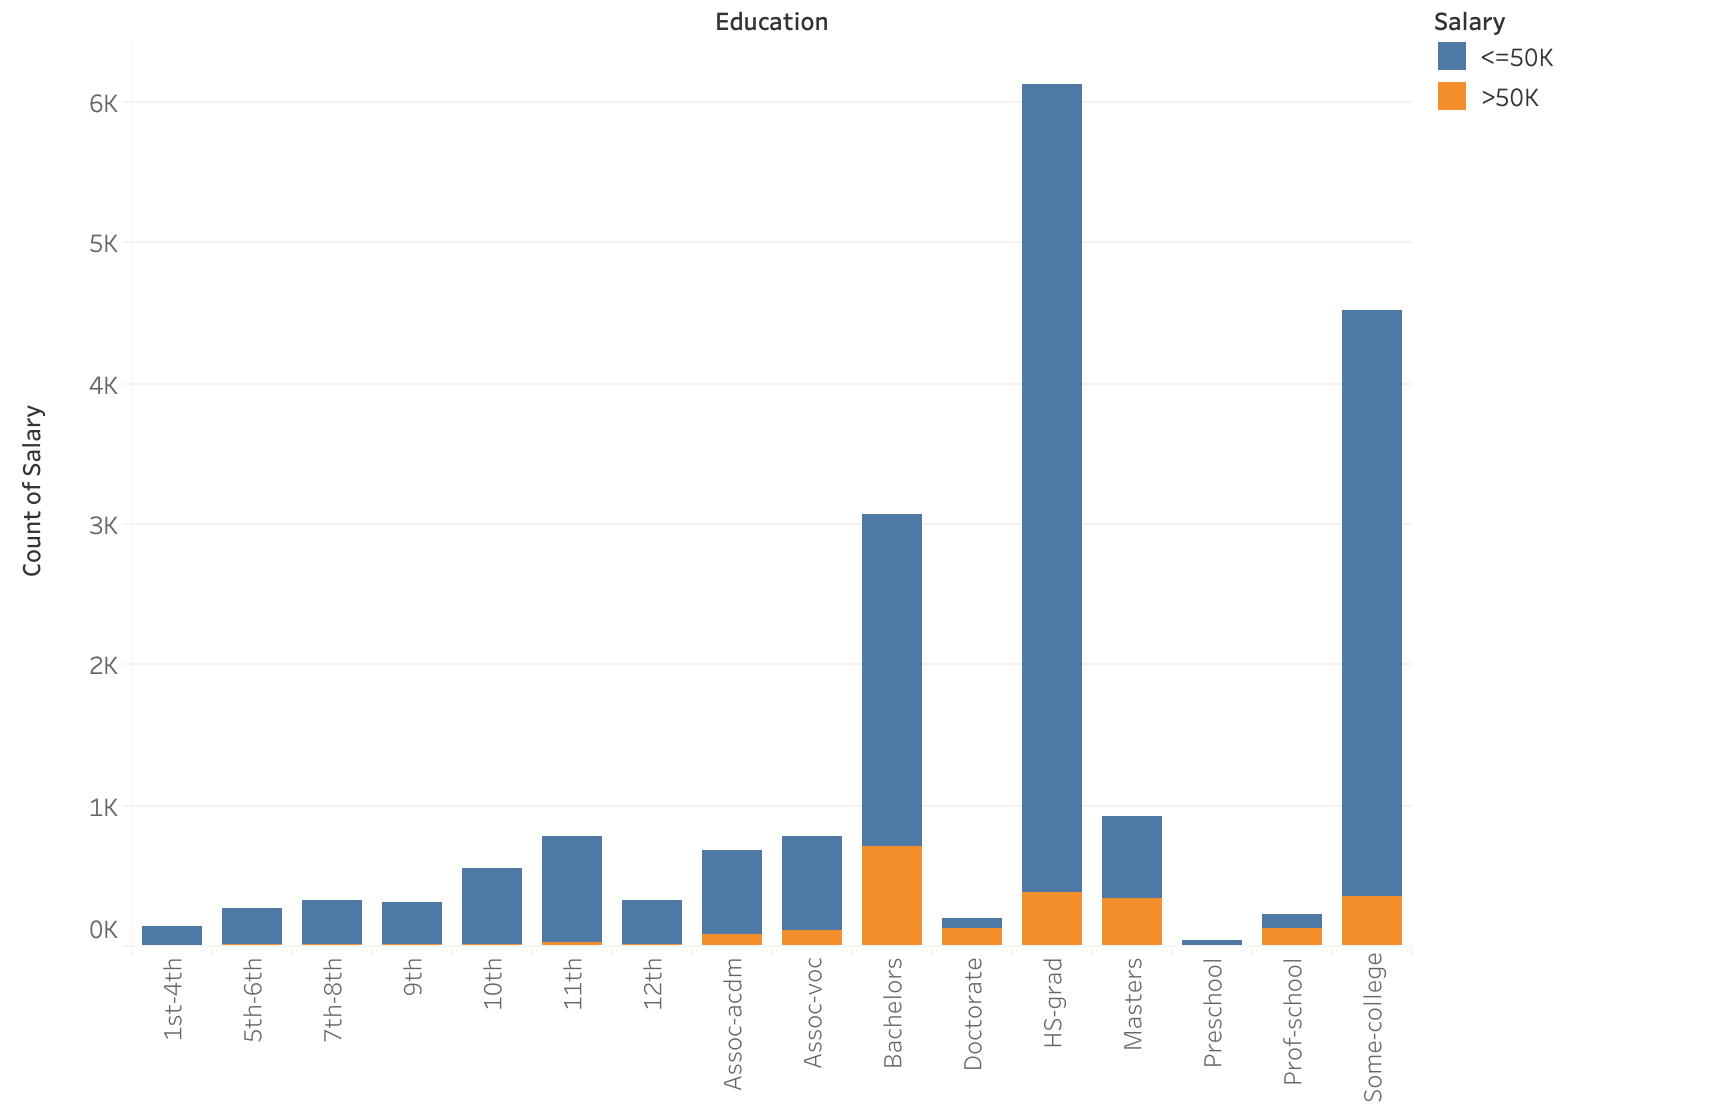 Education
Salary
<=50K
>50K
6K
5K
4K
3K
2K
1K
0K
Count of Salary
1st-4th
5th-6th
7th-8th
9th
10th
11th
12th
Assoc-acdm
Assoc-voc
Bachelors
Doctorate
HS-grad
Masters
Preschool
Prof-school
Some-college